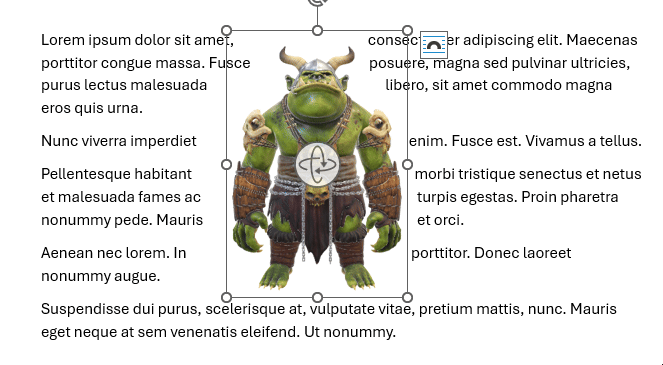 Lorem ipsum dolor sit amet, adipiscing elit. Maecenas
porttitor congue massa. Fusce posuere, magna sed pulvinar ultricies,
purus lectus malesuada libero, sit amet commodo magna
eros quis urna.
Nunc viverra imperdiet enim. Fusce est. Vivamus a tellus.
Pellentesque habitant morbi tristique senectus et netus
et malesuada fames ac turpis egestas. Proin pharetra
nonummy pede. Mauris et orci.
Aenean nec lorem. In porttitor. Donec laoreet
nonummy augue.
Suspendisse dui purus, scelerisque at, vulputate vitae, pretium mattis, nunc. Mauris
eget neque at sem venenatis eleifend. Ut nonummy.